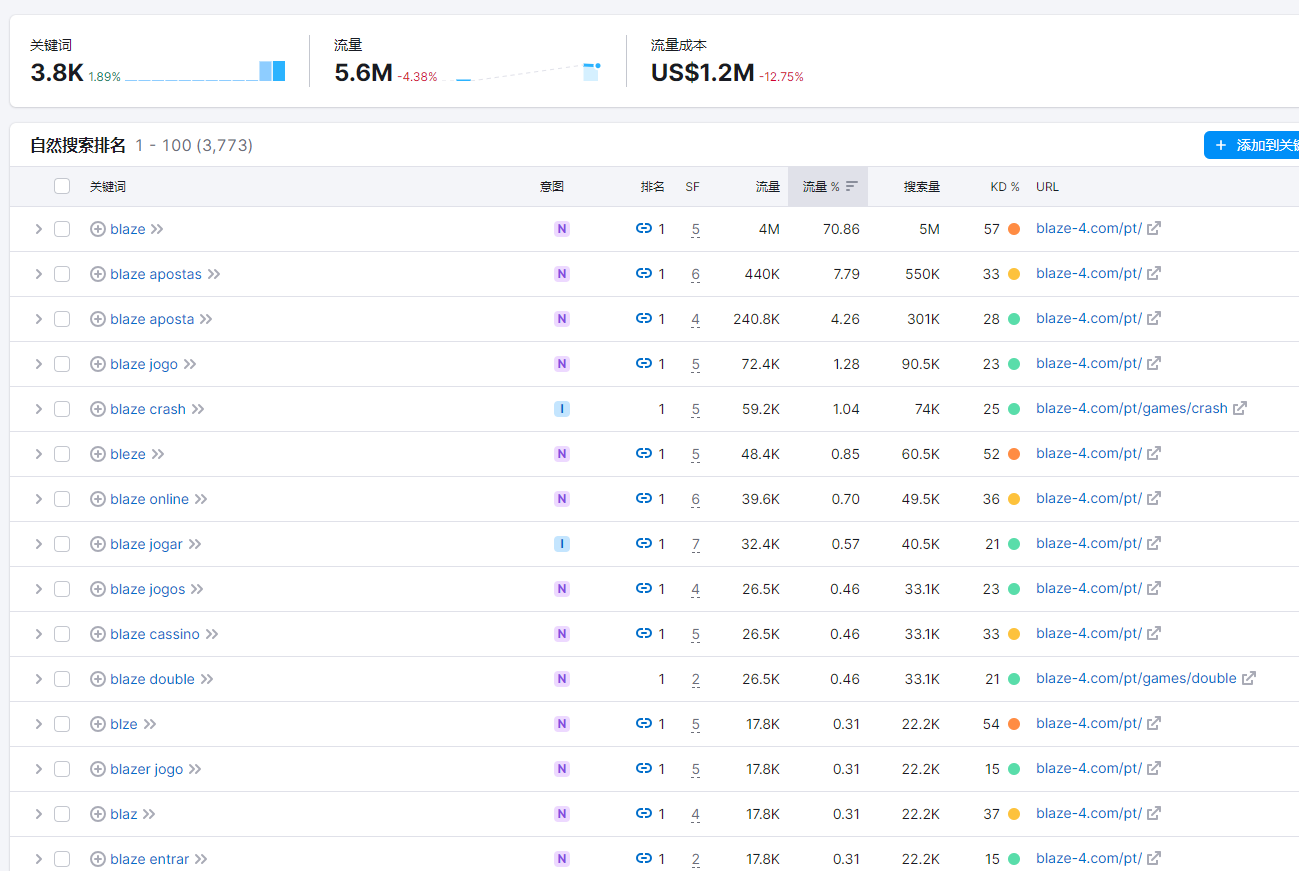 关键词 流量 流量成本
3.8K 1.89% 5.6M -4.38% US$1.2M -12.75%
自然搜索排名 1 - 100 (3,773)
+ 添加到关
关键词 意图 排名 SF 流量 流量 % 搜索量 KD % URL
blaze N 1 5 4M 70.86 5M 57 blaze-4.com/pt/
blaze apostas N 1 6 440K 7.79 550K 33 blaze-4.com/pt/
blaze aposta N 1 4 240.8K 4.26 301K 28 blaze-4.com/pt/
blaze jogo N 1 5 72.4K 1.28 90.5K 23 blaze-4.com/pt/
blaze crash I 1 5 59.2K 1.04 74K 25 blaze-4.com/pt/games/crash
bleze N 1 5 48.4K 0.85 60.5K 52 blaze-4.com/pt/
blaze online N 1 6 39.6K 0.70 49.5K 36 blaze-4.com/pt/
blaze jogar I 1 7 32.4K 0.57 40.5K 21 blaze-4.com/pt/
blaze jogos N 1 4 26.5K 0.46 33.1K 23 blaze-4.com/pt/
blaze cassino N 1 5 26.5K 0.46 33.1K 33 blaze-4.com/pt/
blaze double N 1 2 26.5K 0.46 33.1K 21 blaze-4.com/pt/games/double
blze N 1 5 17.8K 0.31 22.2K 54 blaze-4.com/pt/
blazer jogo N 1 5 17.8K 0.31 22.2K 15 blaze-4.com/pt/
blaz N 1 4 17.8K 0.31 22.2K 37 blaze-4.com/pt/
blaze entrar N 1 2 17.8K 0.31 22.2K 15 blaze-4.com/pt/